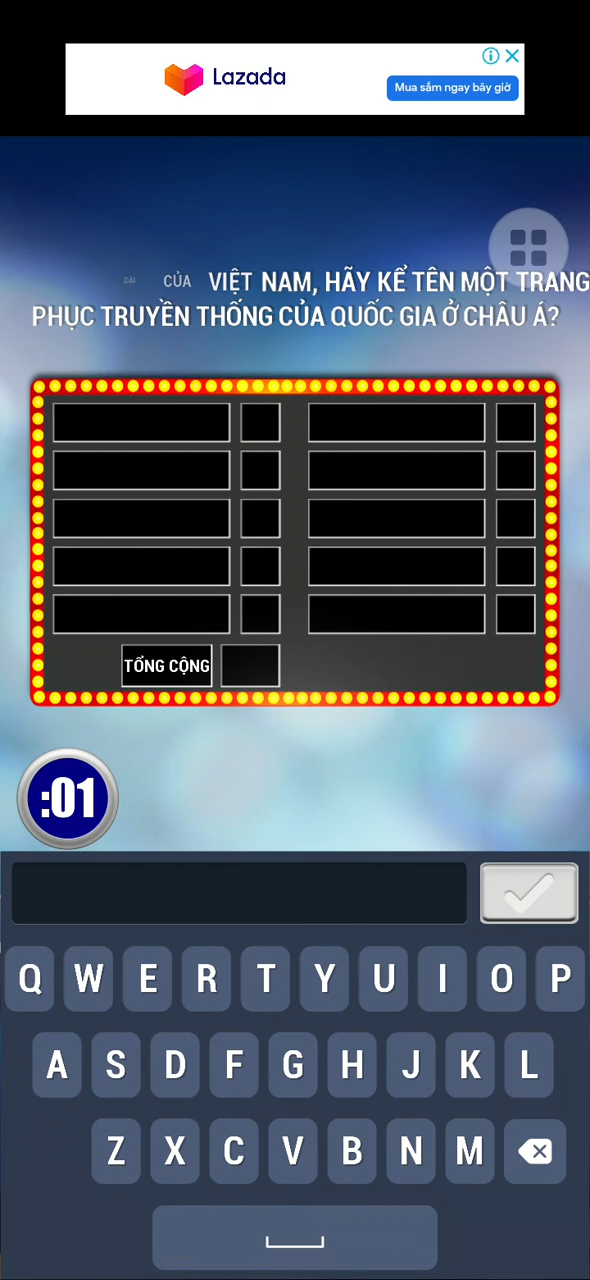 Lazada
Mua sắm ngay bây giờ
DÀI CỦA VIỆT NAM, HÃY KỂ TÊN MỘT TRANG
PHỤC TRUYỀN THỐNG CỦA QUỐC GIA Ở CHÂU Á?
TỔNG CỘNG
:01
Q W E R T Y U I O P
A S D F G H J K L
Z X C V B N M